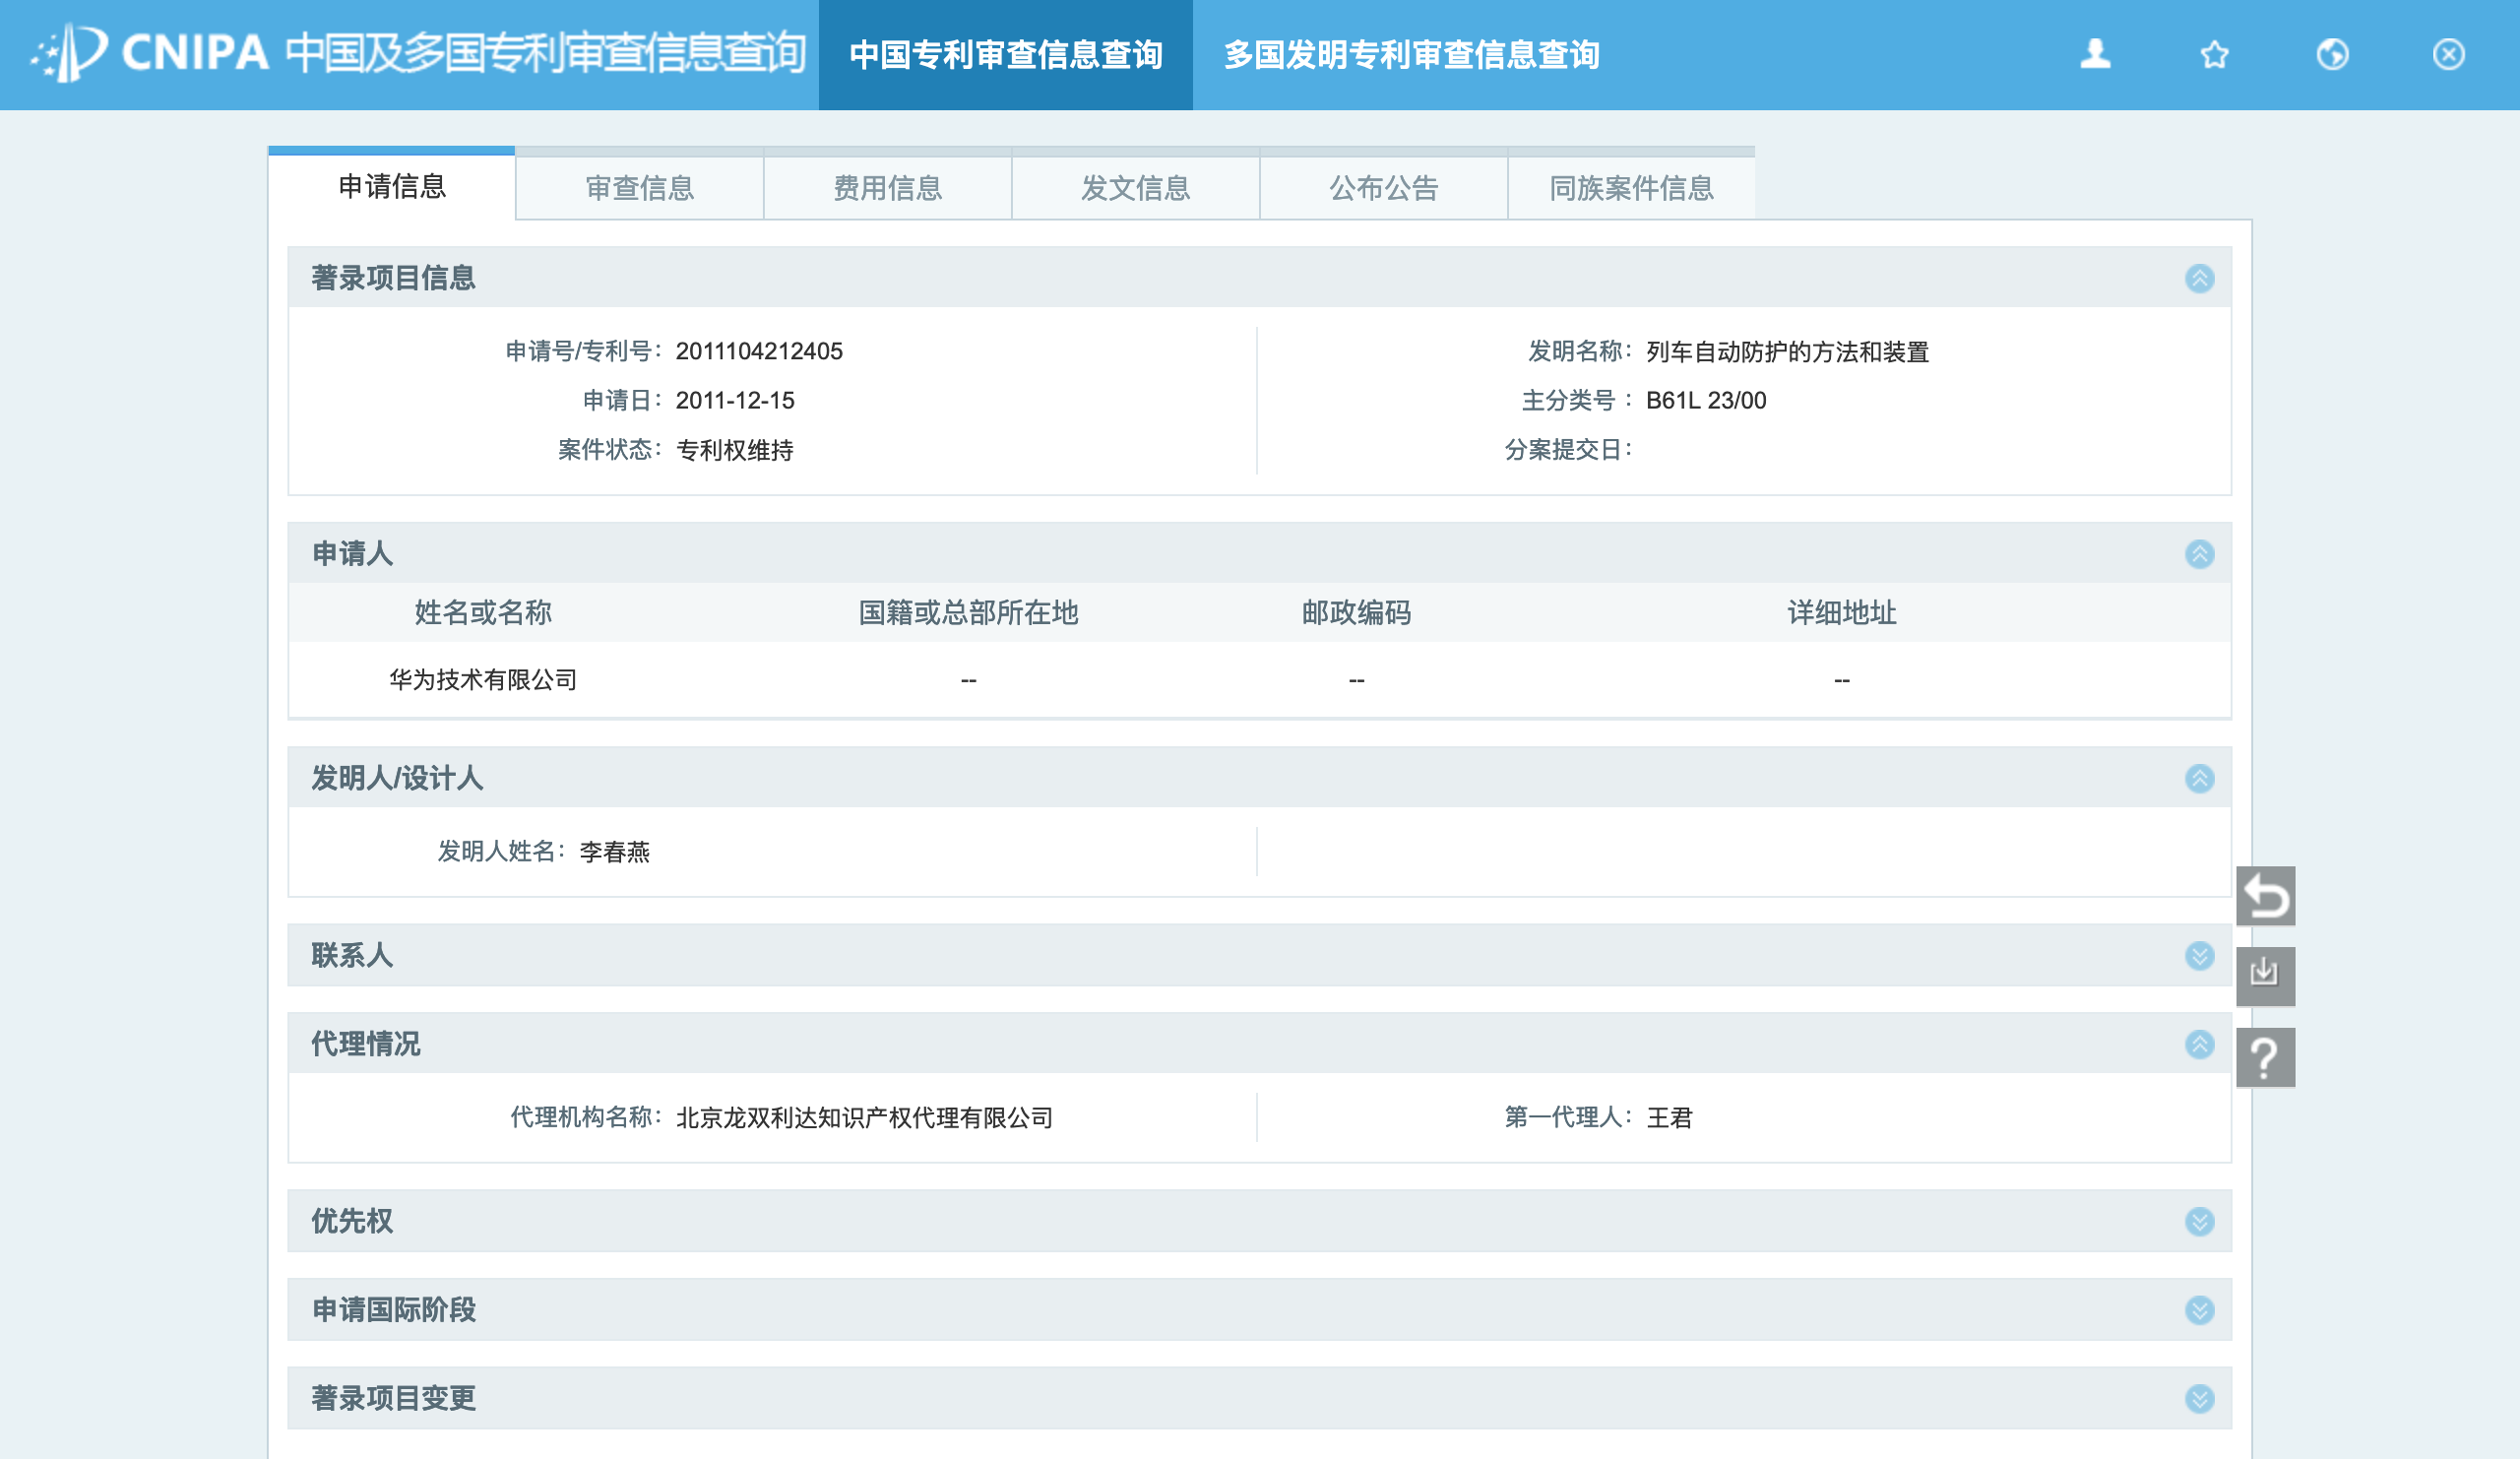 CNIPA 中国及多国专利审查信息查询 中国专利审查信息查询 多国发明专利审查信息查询
申请信息 审查信息 费用信息 发文信息 公布公告 同族案件信息
著录项目信息
申请号/专利号： 2011104212405 发明名称： 列车自动防护的方法和装置
申请日： 2011-12-15 主分类号： B61L 23/00
案件状态： 专利权维持 分案提交日：
申请人
姓名或名称 国籍或总部所在地 邮政编码 详细地址
华为技术有限公司 -- -- --
发明人/设计人
发明人姓名： 李春燕
联系人
代理情况
代理机构名称： 北京龙双利达知识产权代理有限公司 第一代理人： 王君
优先权
申请国际阶段
著录项目变更